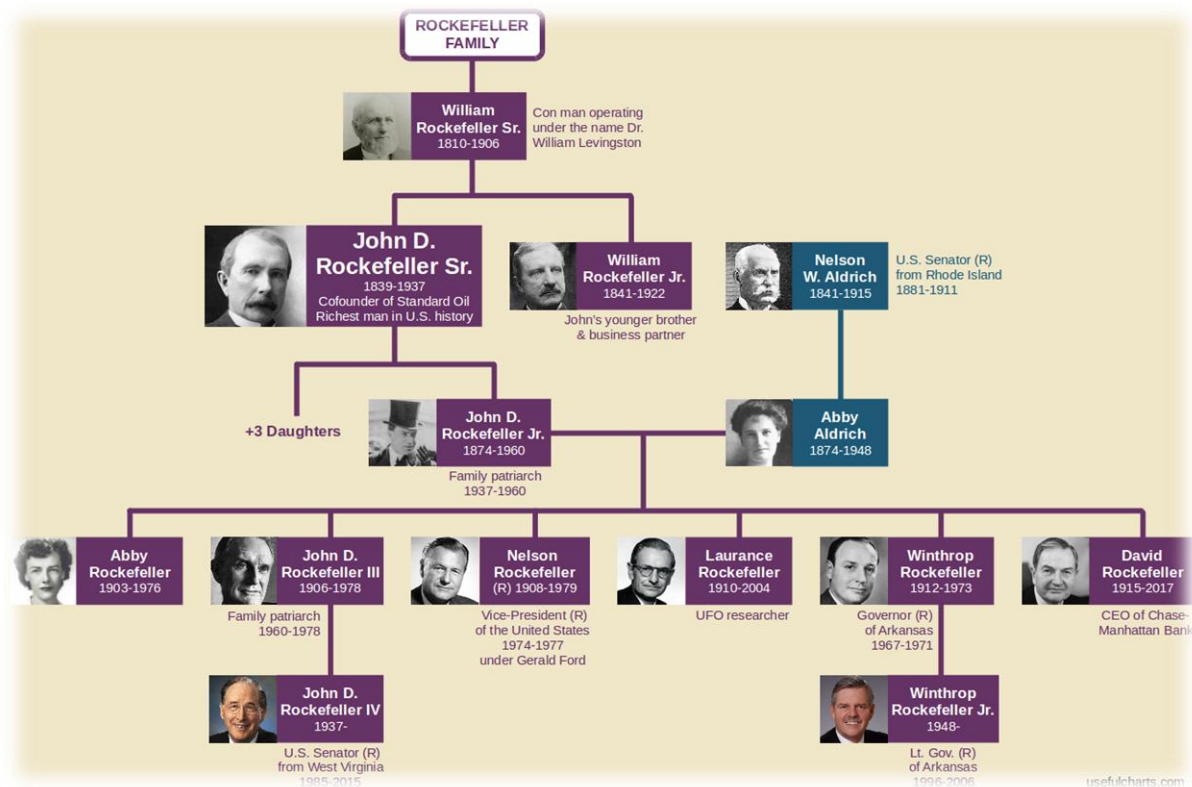 ROCKEFELLER
FAMILY
William
Rockefeller Sr.
1810-1906
Con man operating
under the name Dr.
William Levingston
John D.
Rockefeller Sr.
1839-1937
Cofounder of Standard Oil
Richest man in U.S. history
William
Rockefeller Jr.
1841-1922
John's younger brother
& business partner
Nelson
W. Aldrich
1841-1915
U.S. Senator (R)
from Rhode Island
1881-1911
+3 Daughters
John D.
Rockefeller Jr.
1874-1960
Family patriarch
1937-1960
Abby
Aldrich
1874-1948
Abby
Rockefeller
1903-1976
John D.
Rockefeller III
1906-1978
Family patriarch
1960-1978
Nelson
Rockefeller
(R) 1908-1979
Vice-President (R)
of the United States
1974-1977
under Gerald Ford
Laurance
Rockefeller
1910-2004
UFO researcher
Winthrop
Rockefeller
1912-1973
Governor (R)
of Arkansas
1967-1971
David
Rockefeller
1915-2017
CEO of Chase-
Manhattan Bank
John D.
Rockefeller IV
1937-
U.S. Senator (R)
from West Virginia
1985-2015
Winthrop
Rockefeller Jr.
1948-
Lt. Gov. (R)
of Arkansas
1996-2006
usefulcharts.com